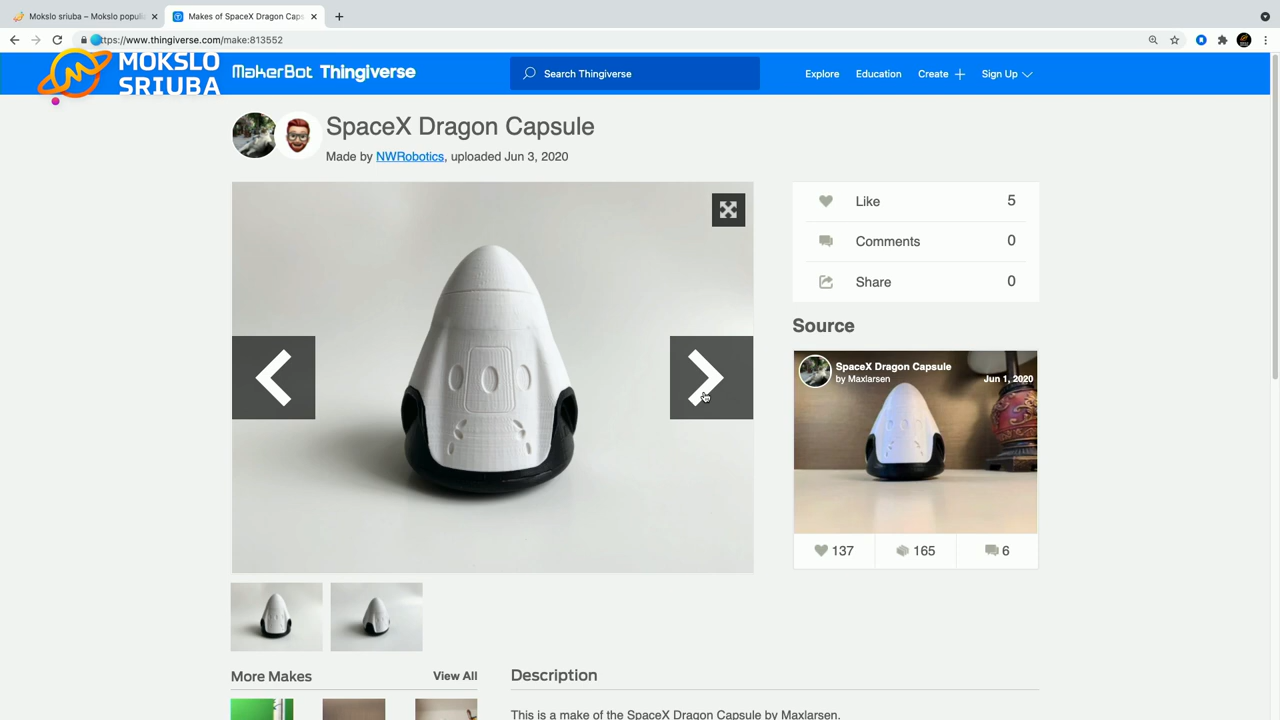 Mokslo sriuba – Mokslo popula
Makes of SpaceX Dragon Caps
ttps://www.thingiverse.com/make:813552
MOKSLO
SRIUBA
MakerBot Thingiverse
Search Thingiverse
Explore
Education
Create
Sign Up
SpaceX Dragon Capsule
Made by NWRobotics, uploaded Jun 3, 2020
Like 5
Comments 0
Share 0
Source
SpaceX Dragon Capsule
by Maxlarsen
Jun 1, 2020
137
165
6
More Makes
View All
Description
This is a make of the SpaceX Dragon Capsule by Maxlarsen.